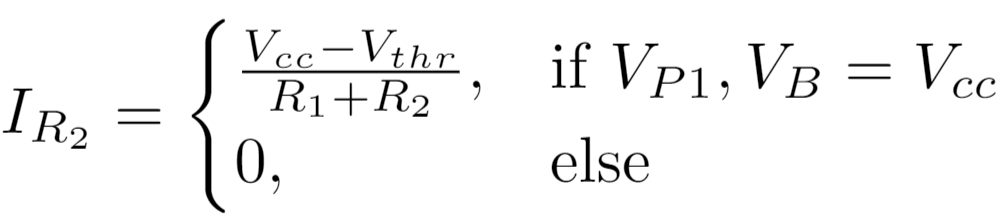 I_{R_2} = \begin{cases} \frac{V_{cc}-V_{thr}}{R_1+R_2}, & \text{if } V_{P1}, V_B = V_{cc} \\ 0, & \text{else} \end{cases}